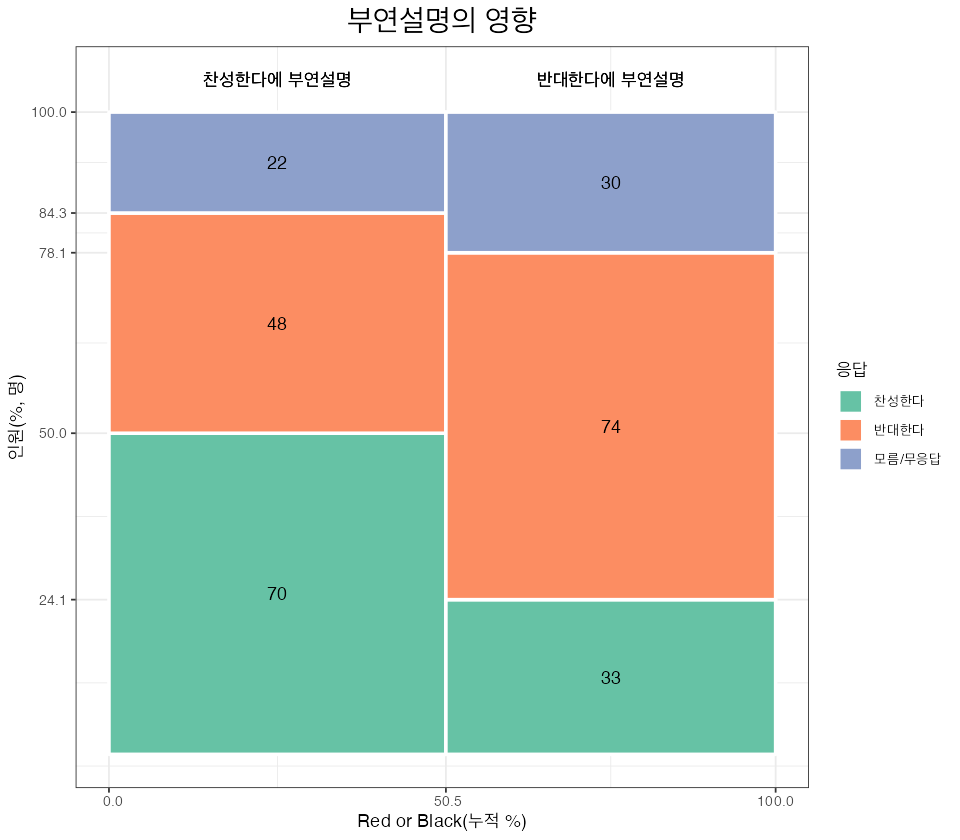 부연설명의 영향
찬성한다에 부연설명 반대한다에 부연설명
100.0
84.3
78.1
50.0
24.1
인원(%, 명)
22
30
48
74
70
33
0.0 50.5 100.0
Red or Black(누적 %)
응답
찬성한다
반대한다
모름/무응답